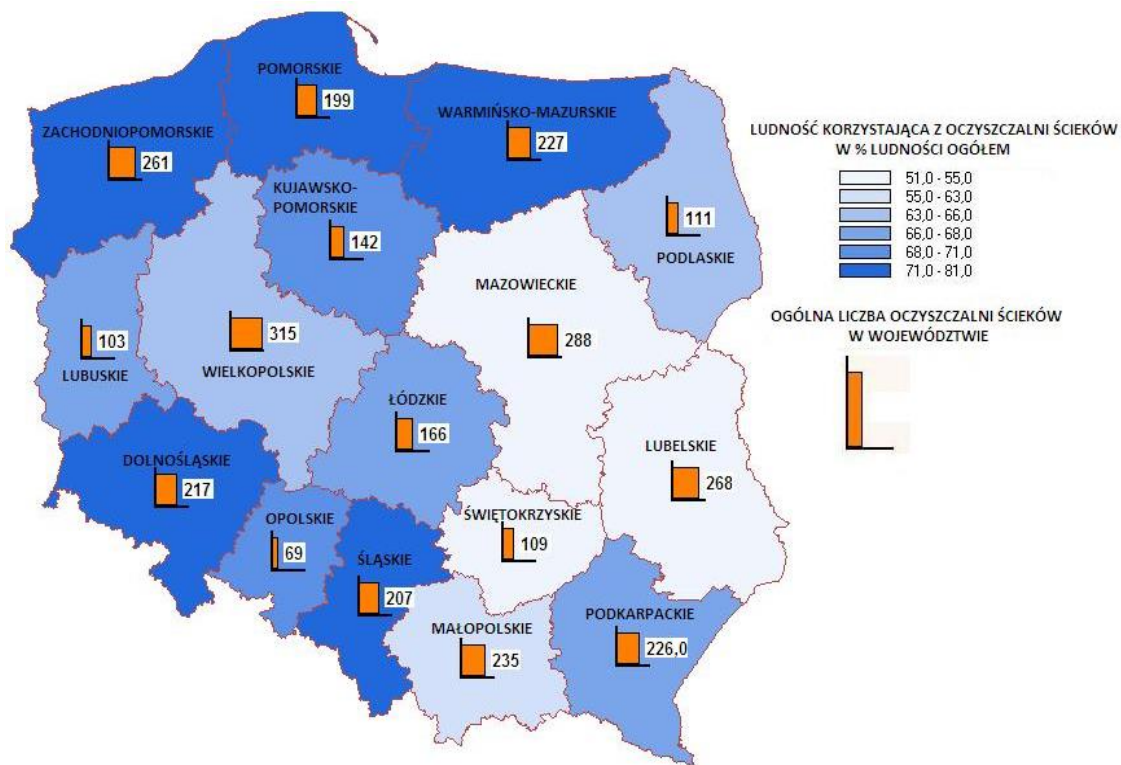 POMORSKIE
199
ZACHODNIOPOMORSKIE
261
WARMIŃSKO-MAZURSKIE
227
KUJAWSKO-
POMORSKIE
142
111
PODLASKIE
MAZOWIECKIE
288
103
LUBUSKIE
315
WIELKOPOLSKIE
ŁÓDZKIE
166
LUBELSKIE
268
DOLNOŚLĄSKIE
217
OPOLSKIE
69
ŚLĄSKIE
207
ŚWIĘTOKRZYSKIE
109
MAŁOPOLSKIE
235
PODKARPACKIE
226,0
LUDNOŚĆ KORZYSTAJĄCA Z OCZYSZCZALNI ŚCIEKÓW
W % LUDNOŚCI OGÓŁEM
51,0 - 55,0
55,0 - 63,0
63,0 - 66,0
66,0 - 68,0
68,0 - 71,0
71,0 - 81,0
OGÓLNA LICZBA OCZYSZCZALNI ŚCIEKÓW
W WOJEWÓDZTWIE